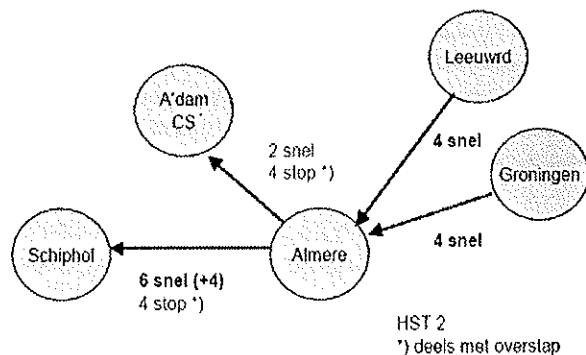 Leeuwrd
A'dam
CS
2 snel
4 stop *)
4 snel
Groningen
Schiphol
Almere
4 snel
6 snel (+4)
4 stop *)
HST 2
*) deels met overstap